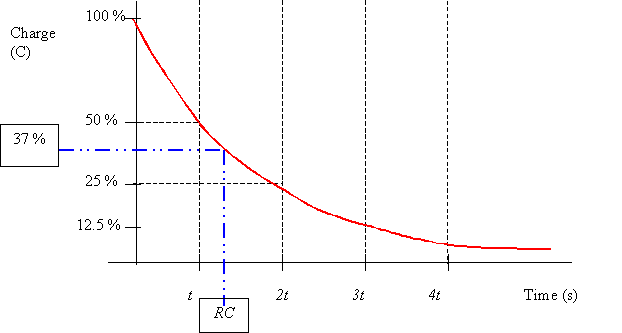 100 %
Charge
(C)
50 %
37 %
25 %
12.5 %
t 2t 3t 4t Time (s)
RC